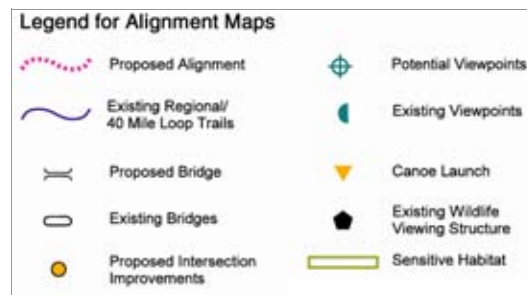 Legend for Alignment Maps
Proposed Alignment
Existing Regional/
40 Mile Loop Trails
Proposed Bridge
Existing Bridges
Proposed Intersection
Improvements
Potential Viewpoints
Existing Viewpoints
Canoe Launch
Existing Wildlife
Viewing Structure
Sensitive Habitat